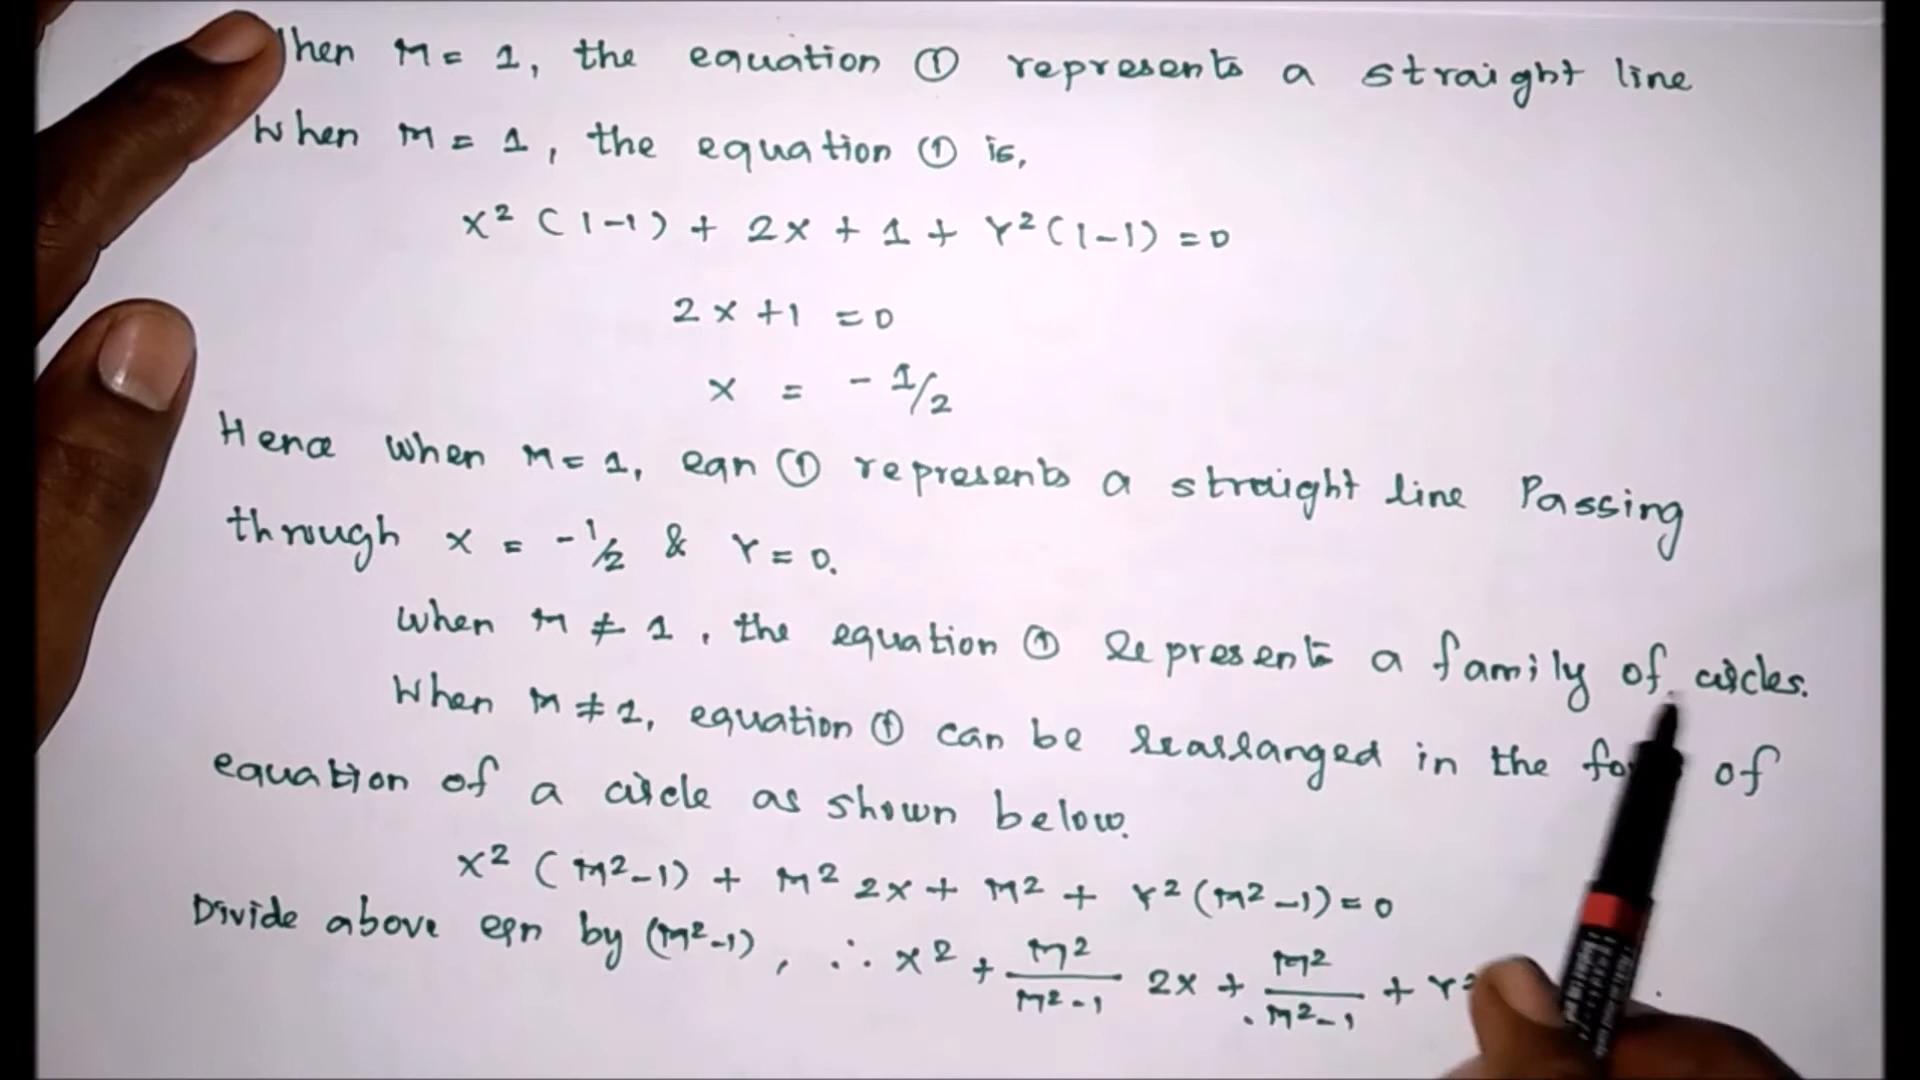 hen M = 1, the equation ① represents a straight line
When M = 1, the equation ① is,
X² (1-1) + 2X + 1 + Y²(1-1) = 0
2X + 1 = 0
X = - 1/2
Hence when M = 1, eqn ① represents a straight line Passing
through X = -1/2 & Y = 0.
When M ≠ 1, the equation ① Represents a family of circles.
When M ≠ 1, equation ① can be rearranged in the of
equation of a circle as shown below.
X² (M²-1) + M² 2X + M² + Y² (M²-1) = 0
Divide above eqn by (M²-1), ∴ X² + M²/(M²-1) 2X + M²/(M²-1) + Y²